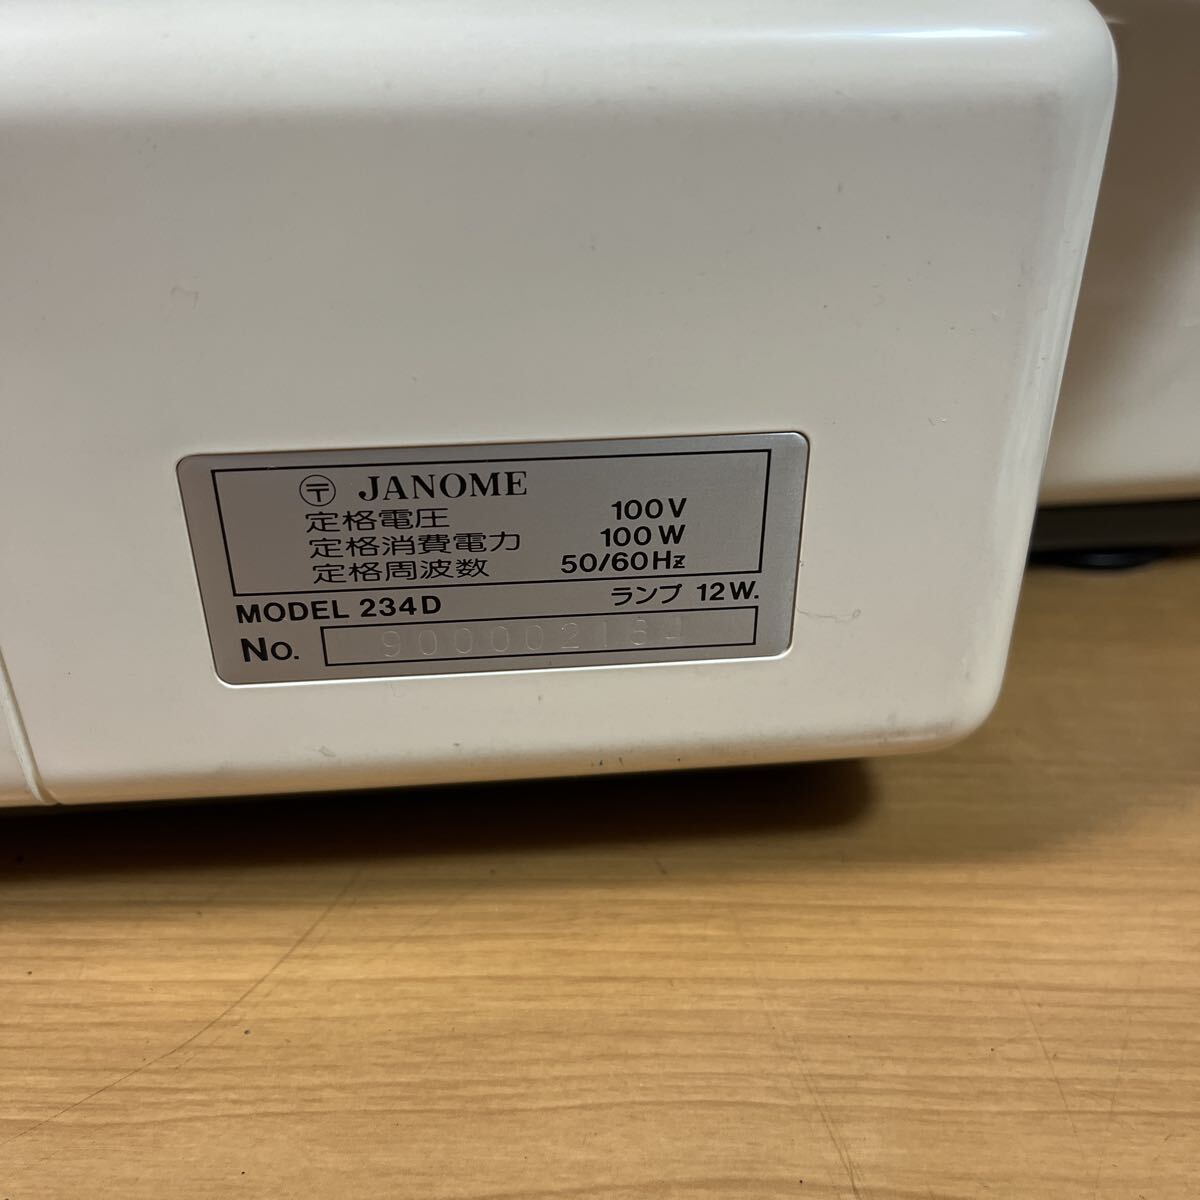 〶 JANOME
定格電圧 100V
定格消費電力 100W
定格周波数 50/60Hz
MODEL 234D ランプ 12W.
No.